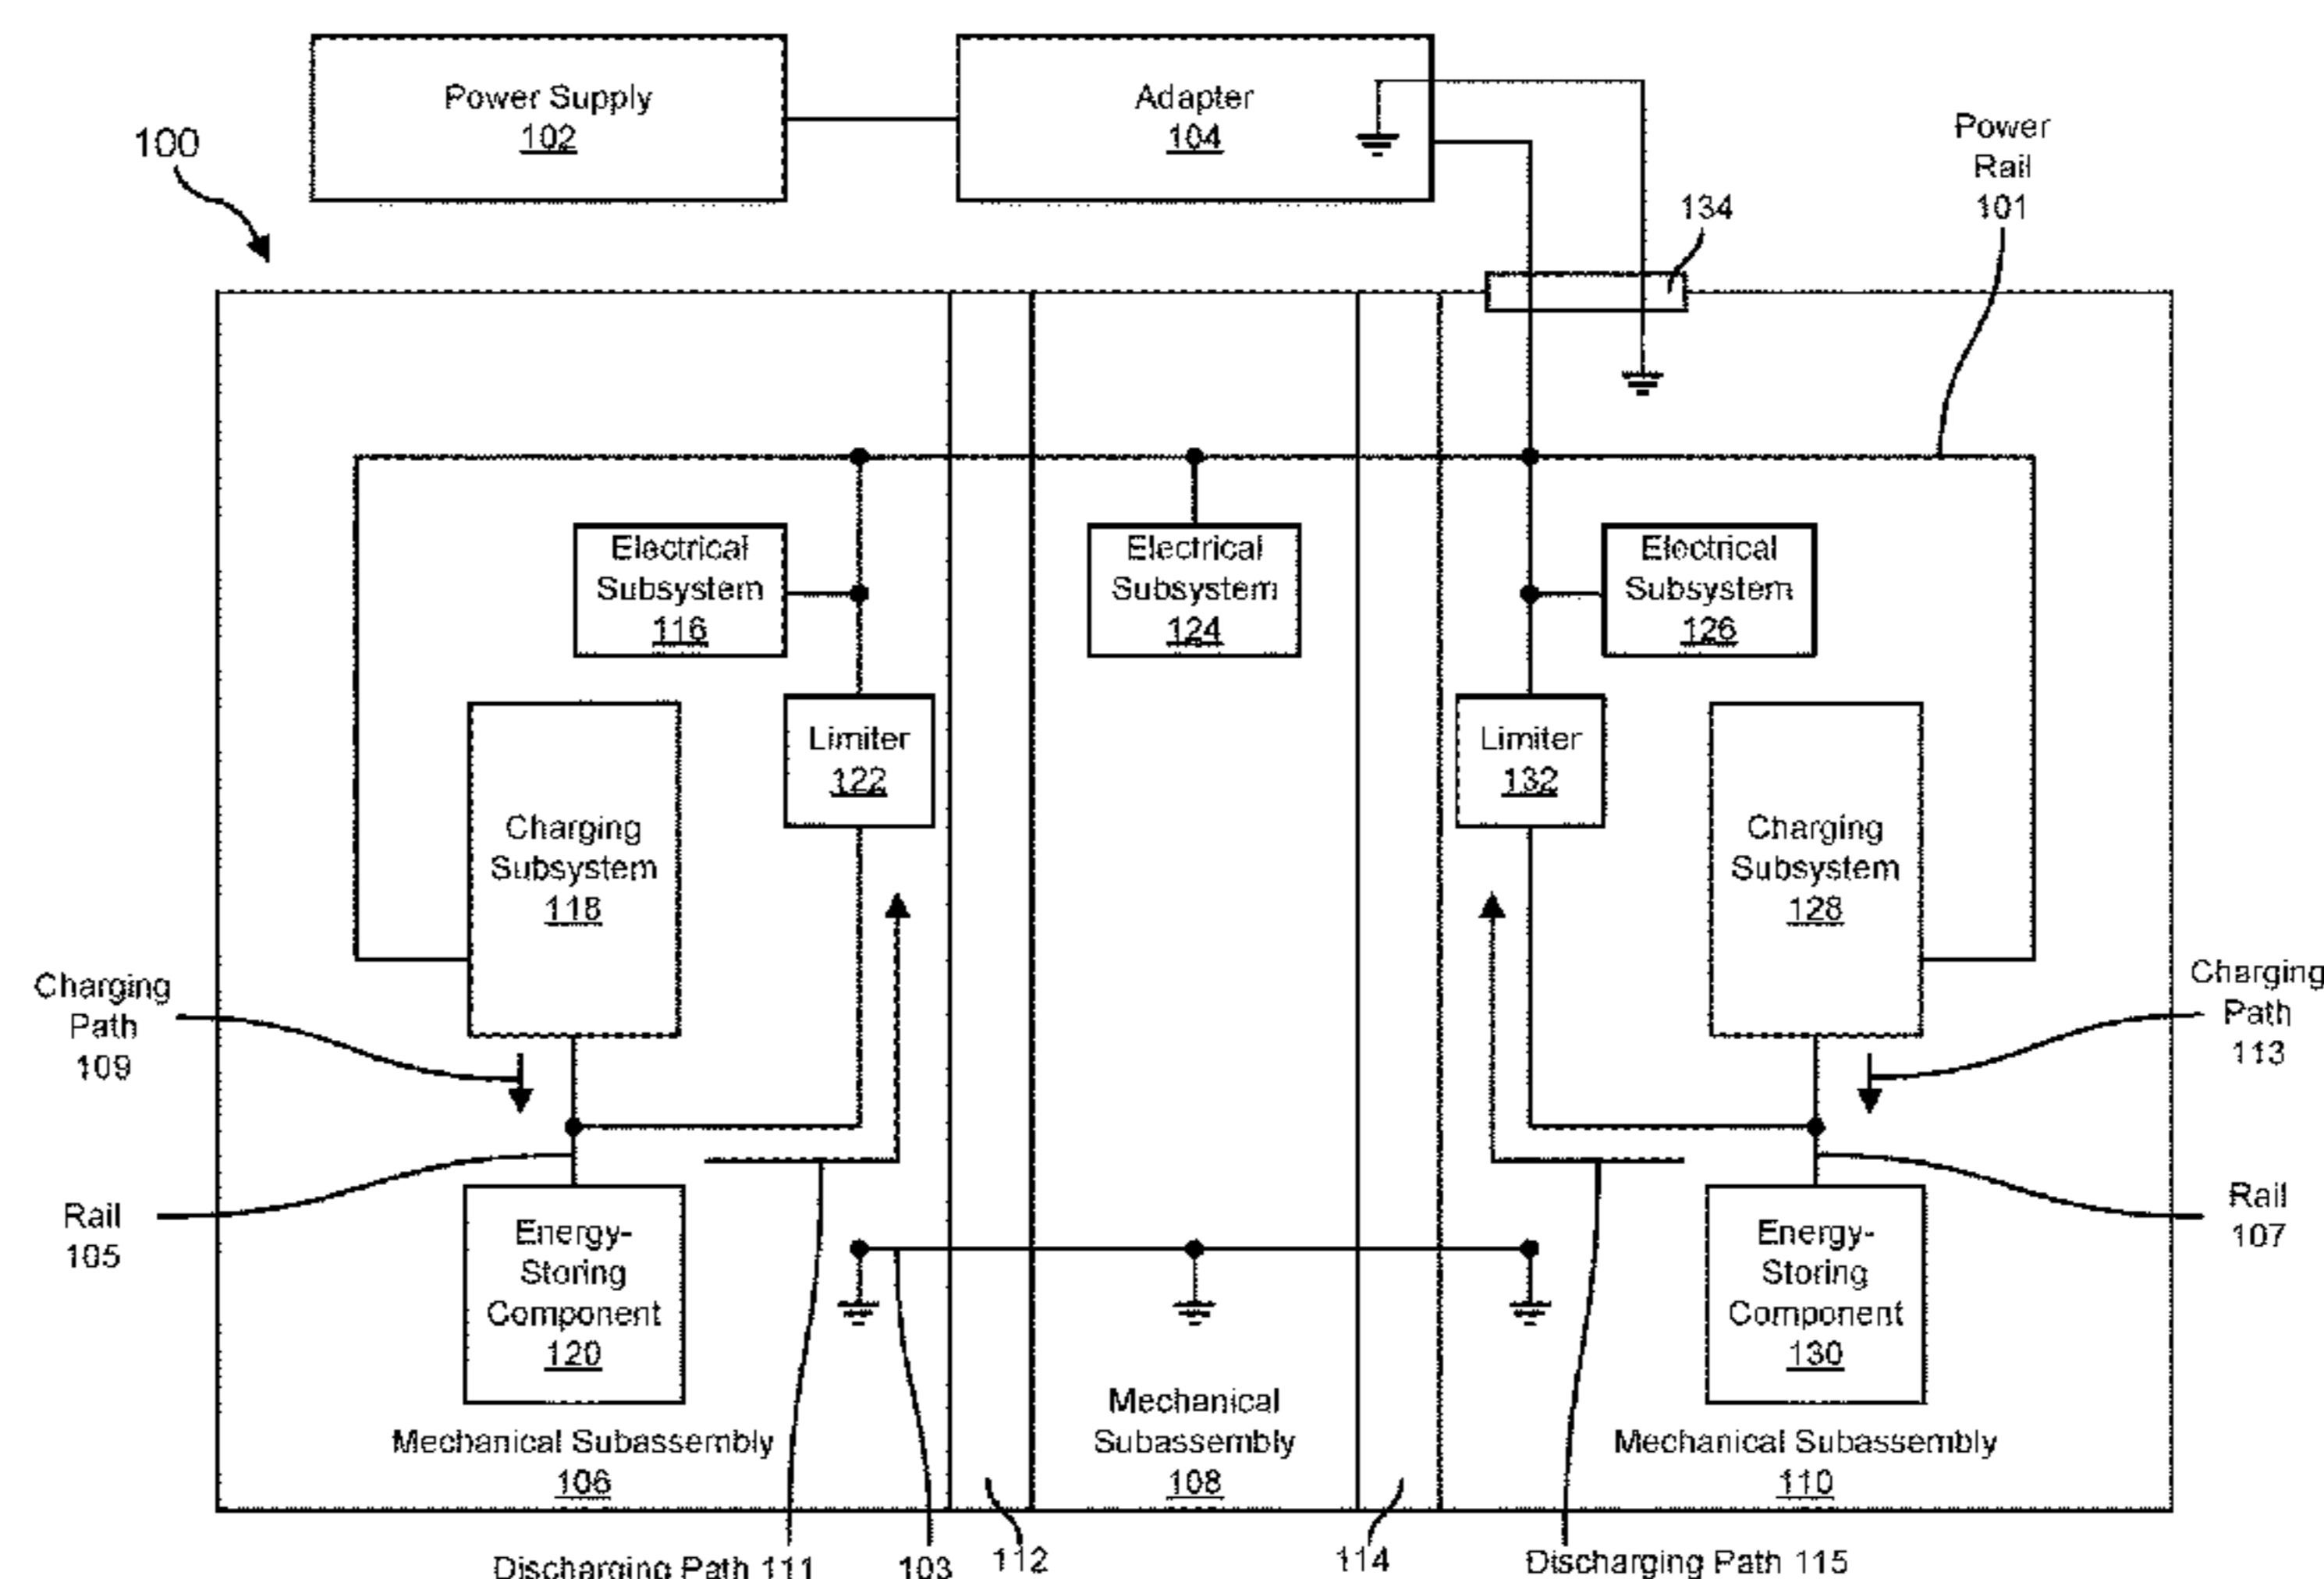 Power Supply
102
Adapter
104
100
Power
Rail
101
134
Electrical
Subsystem
116
Electrical
Subsystem
124
Electrical
Subsystem
126
Limiter
122
Limiter
132
Charging
Subsystem
118
Charging
Subsystem
128
Charging
Path
109
Charging
Path
113
Rail
105
Rail
107
Energy-
Storing
Component
120
Energy-
Storing
Component
130
Mechanical Subassembly
106
Mechanical
Subassembly
108
Mechanical Subassembly
110
Discharging Path 111
103
112
114
Discharging Path 115